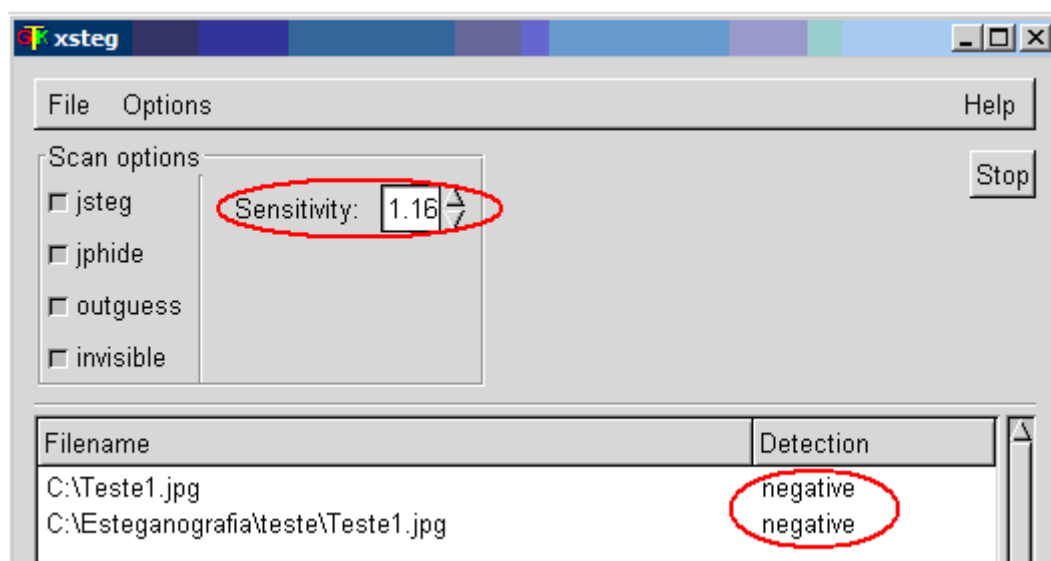 xsteg
File Options Help
Scan options
Stop
jsteg
Sensitivity: 1.16
jphide
outguess
invisible
Filename Detection
C:\Teste1.jpg negative
C:\Esteganografia\teste\Teste1.jpg negative